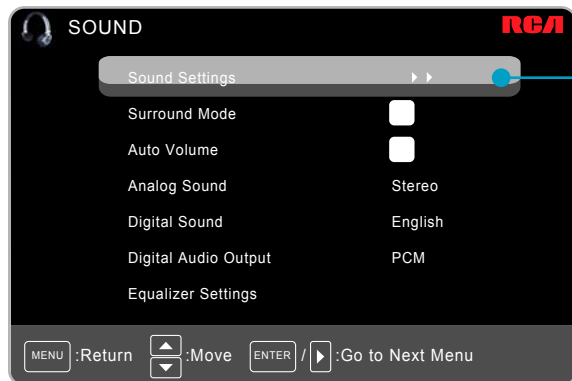 SOUND RCA
Sound Settings
Surround Mode
Auto Volume
Analog Sound Stereo
Digital Sound English
Digital Audio Output PCM
Equalizer Settings
MENU :Return :Move ENTER / :Go to Next Menu